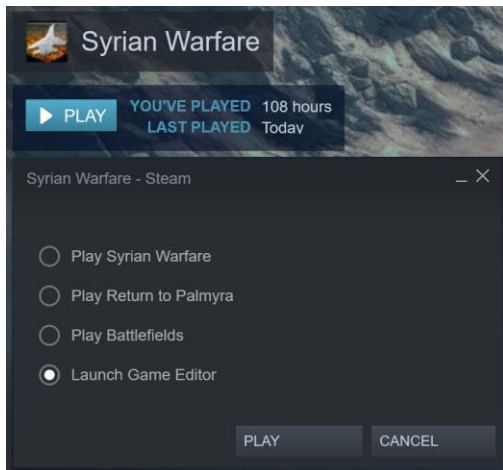 Syrian Warfare
PLAY
YOU'VE PLAYED 108 hours
LAST PLAYED Today
Syrian Warfare - Steam
Play Syrian Warfare
Play Return to Palmyra
Play Battlefields
Launch Game Editor
PLAY CANCEL